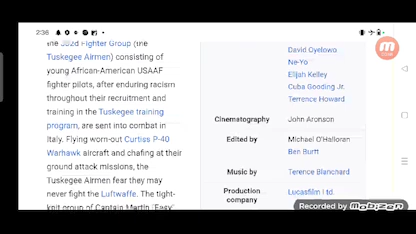 2:36
the 332d Fighter Group (the
Tuskegee Airmen) consisting of
young African-American USAAF
fighter pilots, after enduring racism
throughout their recruitment and
training in the Tuskegee training
program, are sent into combat in
Italy. Flying worn-out Curtiss P-40
Warhawk aircraft and chafing at their
ground attack missions, the
Tuskegee Airmen fear they may
never fight the Luftwaffe. The tight-
knit group of Captain Martin "Easy"
David Oyelowo
Ne-Yo
Elijah Kelley
Cuba Gooding Jr.
Terrence Howard
Cinematography John Aronson
Edited by Michael O'Halloran
Ben Burtt
Music by Terence Blanchard
Production Lucasfilm Ltd.
company
Recorded by Mobizen